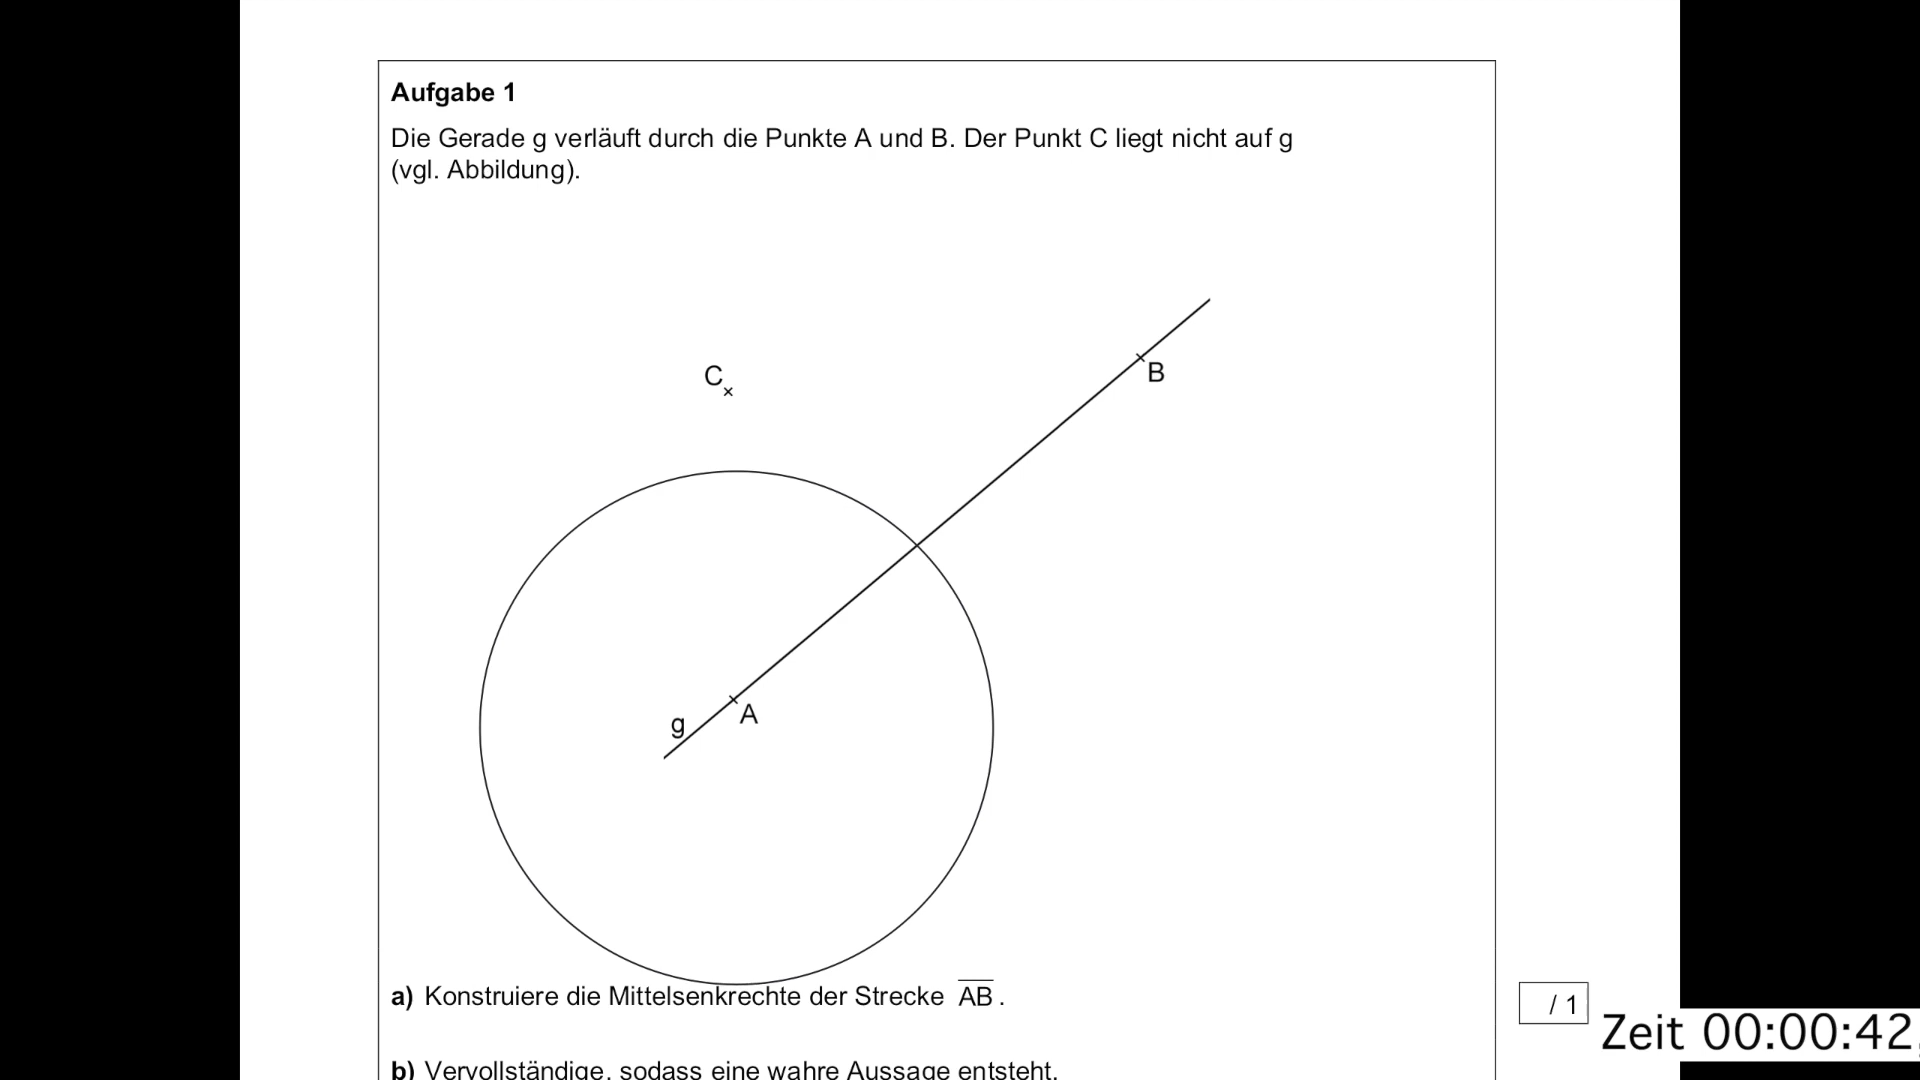 Aufgabe 1
Die Gerade g verläuft durch die Punkte A und B. Der Punkt C liegt nicht auf g
(vgl. Abbildung).
C
B
A
g
a) Konstruiere die Mittelsenkrechte der Strecke AB.
/ 1
Zeit 00:00:42,
b) Vervollständige, sodass eine wahre Aussage entsteht.